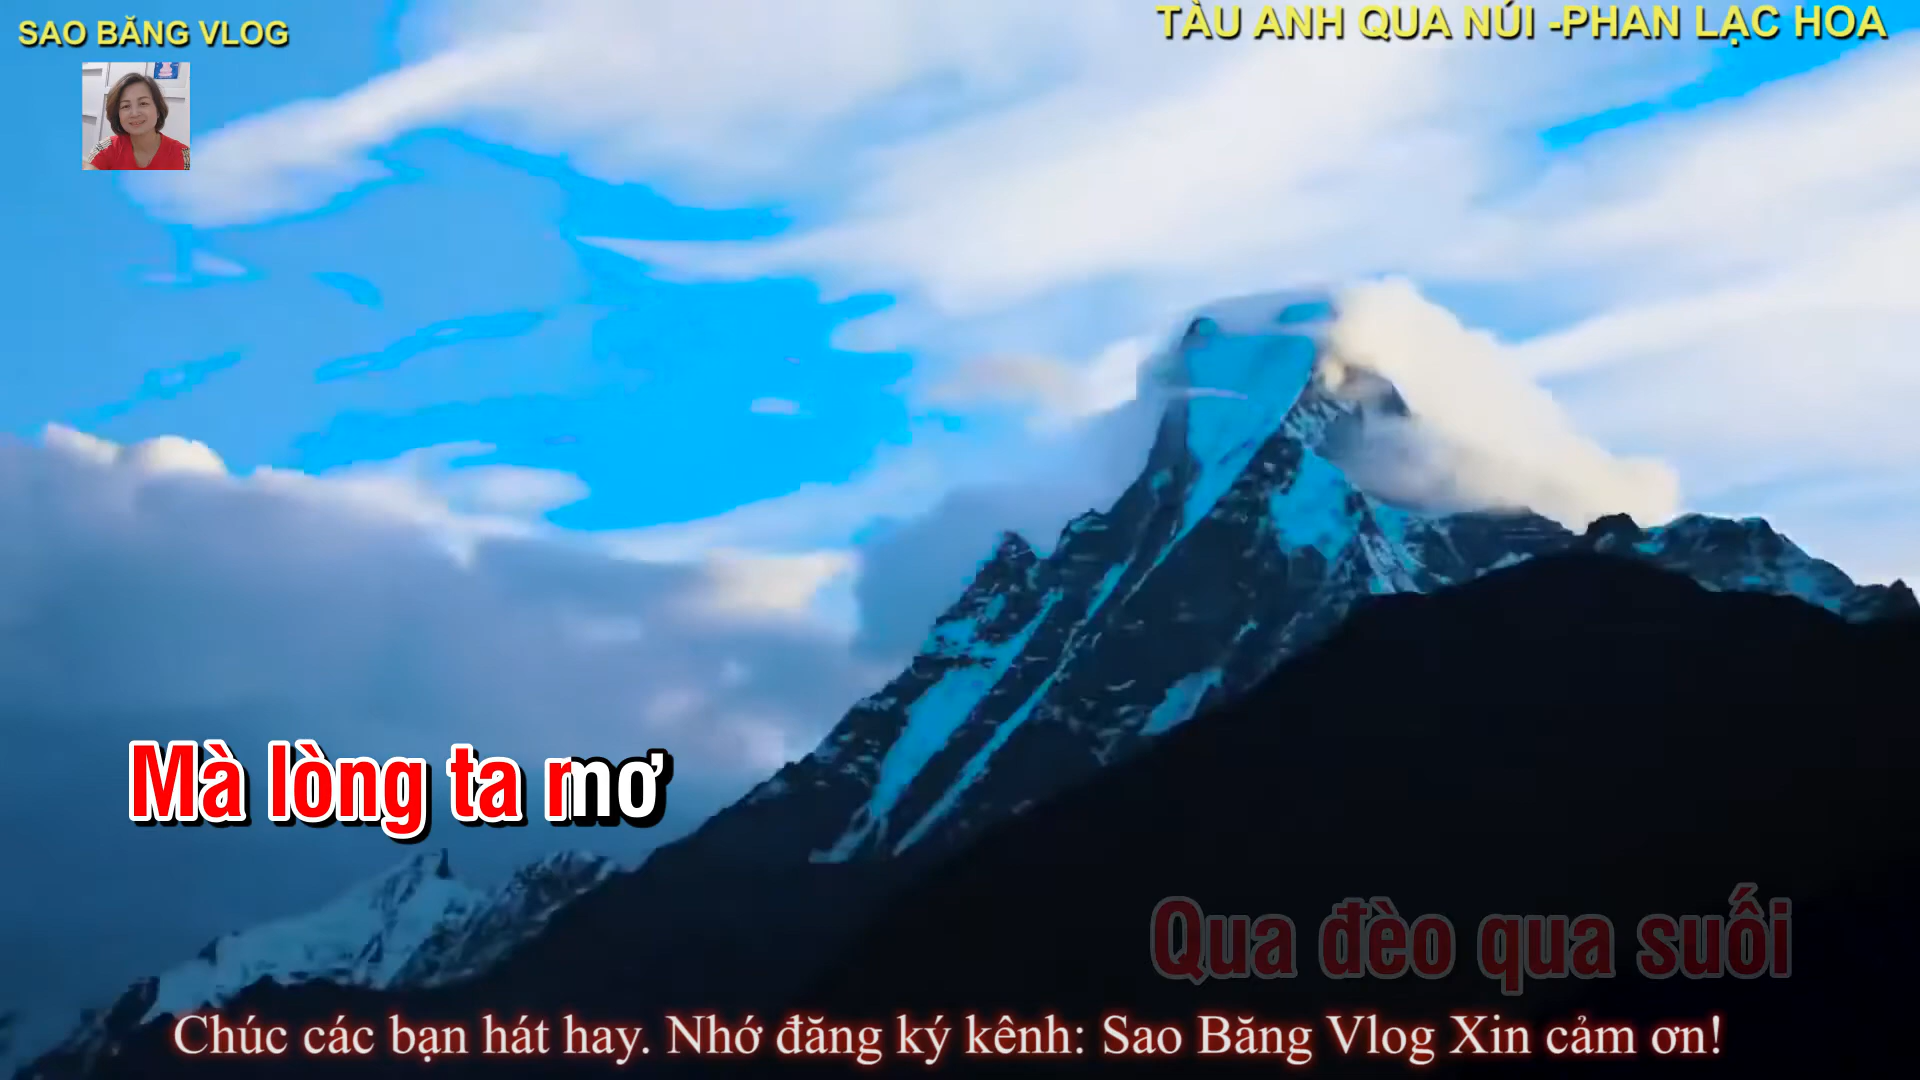 SAO BĂNG VLOG
TÀU ANH QUA NÚI -PHAN LẠC HOA
Mà lòng ta mơ
Qua đèo qua suối
Chúc các bạn hát hay. Nhớ đăng ký kênh: Sao Băng Vlog Xin cảm ơn!